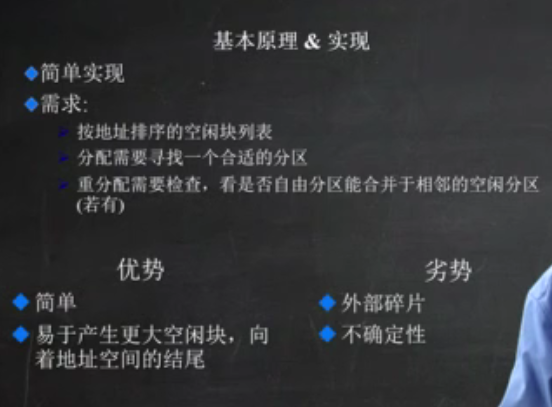 基本原理 & 实现
简单实现
需求:
按地址排序的空闲块列表
分配需要寻找一个合适的分区
重分配需要检查，看是否自由分区能合并于相邻的空闲分区
(若有)
优势
简单
易于产生更大空闲块，向
着地址空间的结尾
劣势
外部碎片
不确定性